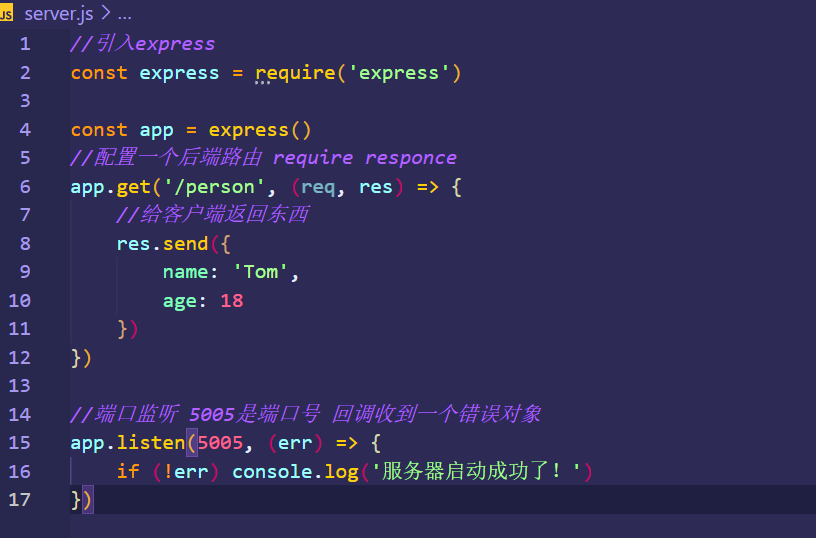 JS server.js > ...
1 //引入express
2 const express = require('express')
3
4 const app = express()
5 //配置一个后端路由 require responce
6 app.get('/person', (req, res) => {
7     //给客户端返回东西
8     res.send({
9         name: 'Tom',
10         age: 18
11     })
12 })
13
14 //端口监听 5005是端口号 回调收到一个错误对象
15 app.listen(5005, (err) => {
16     if (!err) console.log('服务器启动成功了！')
17 })